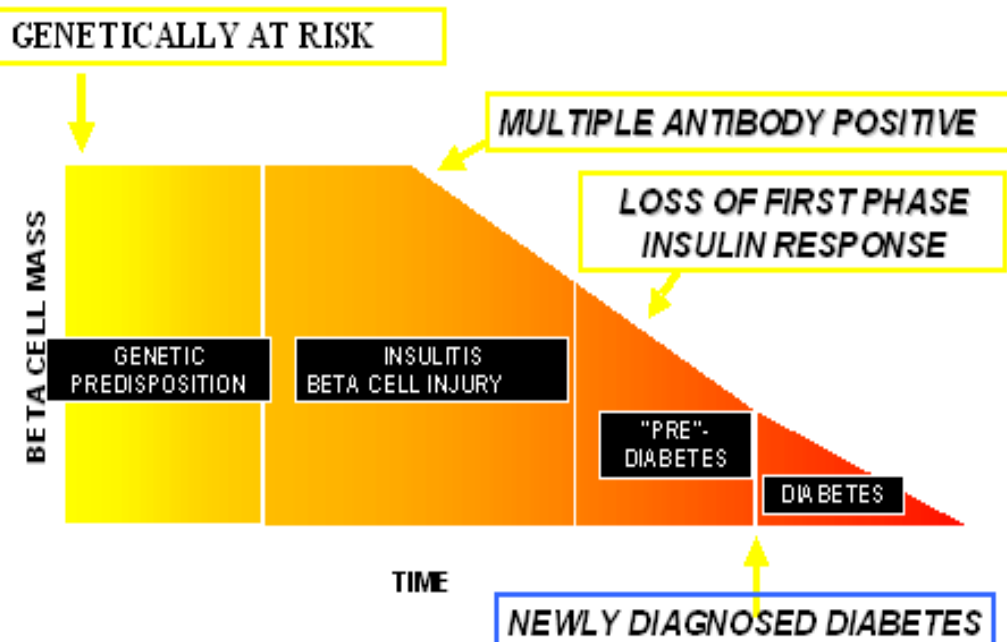 GENETICALLY AT RISK
MULTIPLE ANTIBODY POSITIVE
LOSS OF FIRST PHASE
INSULIN RESPONSE
BETA CELL MASS
GENETIC
PREDISPOSITION
INSULITIS
BETA CELL INJURY
"PRE"-
DIABETES
DIABETES
TIME
NEWLY DIAGNOSED DIABETES